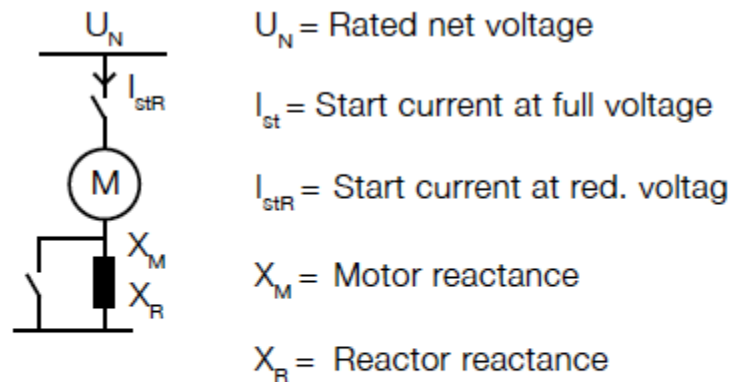 U_N
I_stR
M
X_M
X_R
U_N = Rated net voltage
I_st = Start current at full voltage
I_stR = Start current at red. voltag
X_M = Motor reactance
X_R = Reactor reactance